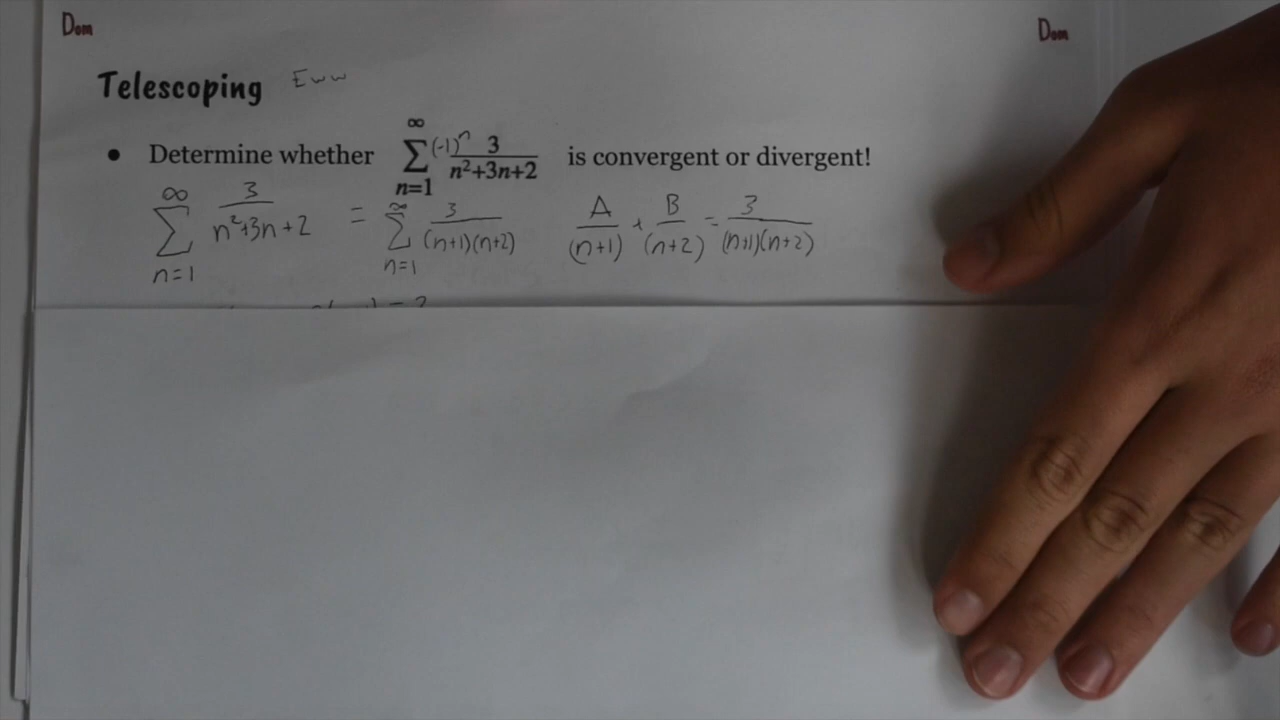 Dom Dom
Telescoping Eww
• Determine whether ∞ Σ n=1 (-1)^n 3/(n²+3n+2) is convergent or divergent!
∞ Σ n=1 3/(n²+3n+2) = ∞ Σ n=1 3/((n+1)(n+2)) A/(n+1) + B/(n+2) = 3/((n+1)(n+2))